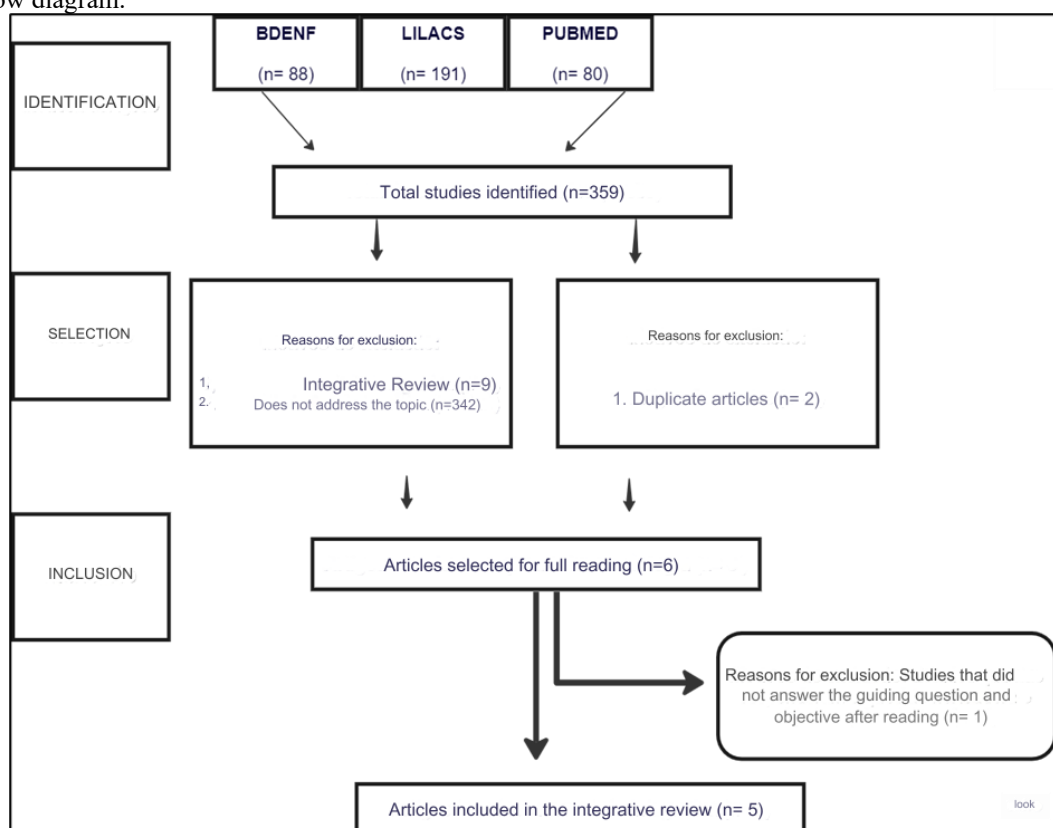 ow diagram.
BDENF
(n= 88)
LILACS
(n= 191)
PUBMED
(n= 80)
IDENTIFICATION
Total studies identified (n=359)
SELECTION
Reasons for exclusion:
1,
Integrative Review (n=9)
2.
Does not address the topic (n=342)
Reasons for exclusion:
1. Duplicate articles (n= 2)
INCLUSION
Articles selected for full reading (n=6)
Reasons for exclusion: Studies that did
not answer the guiding question and
objective after reading (n= 1)
Articles included in the integrative review (n= 5)
look